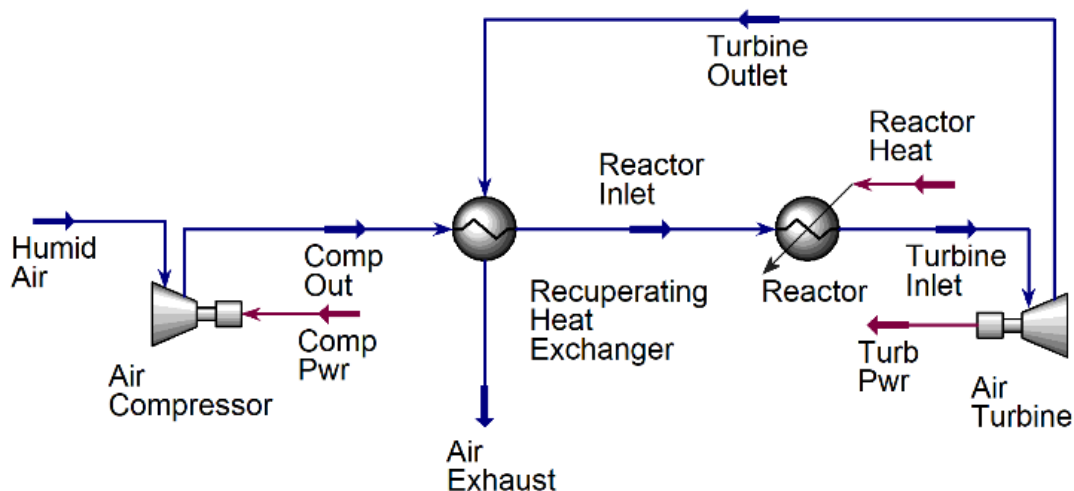 Turbine
Outlet
Reactor
Heat
Reactor
Inlet
Humid
Air
Comp
Out
Turbine
Inlet
Reactor
Recuperating
Heat
Exchanger
Comp
Pwr
Turb
Pwr
Air
Compressor
Air
Turbine
Air
Exhaust